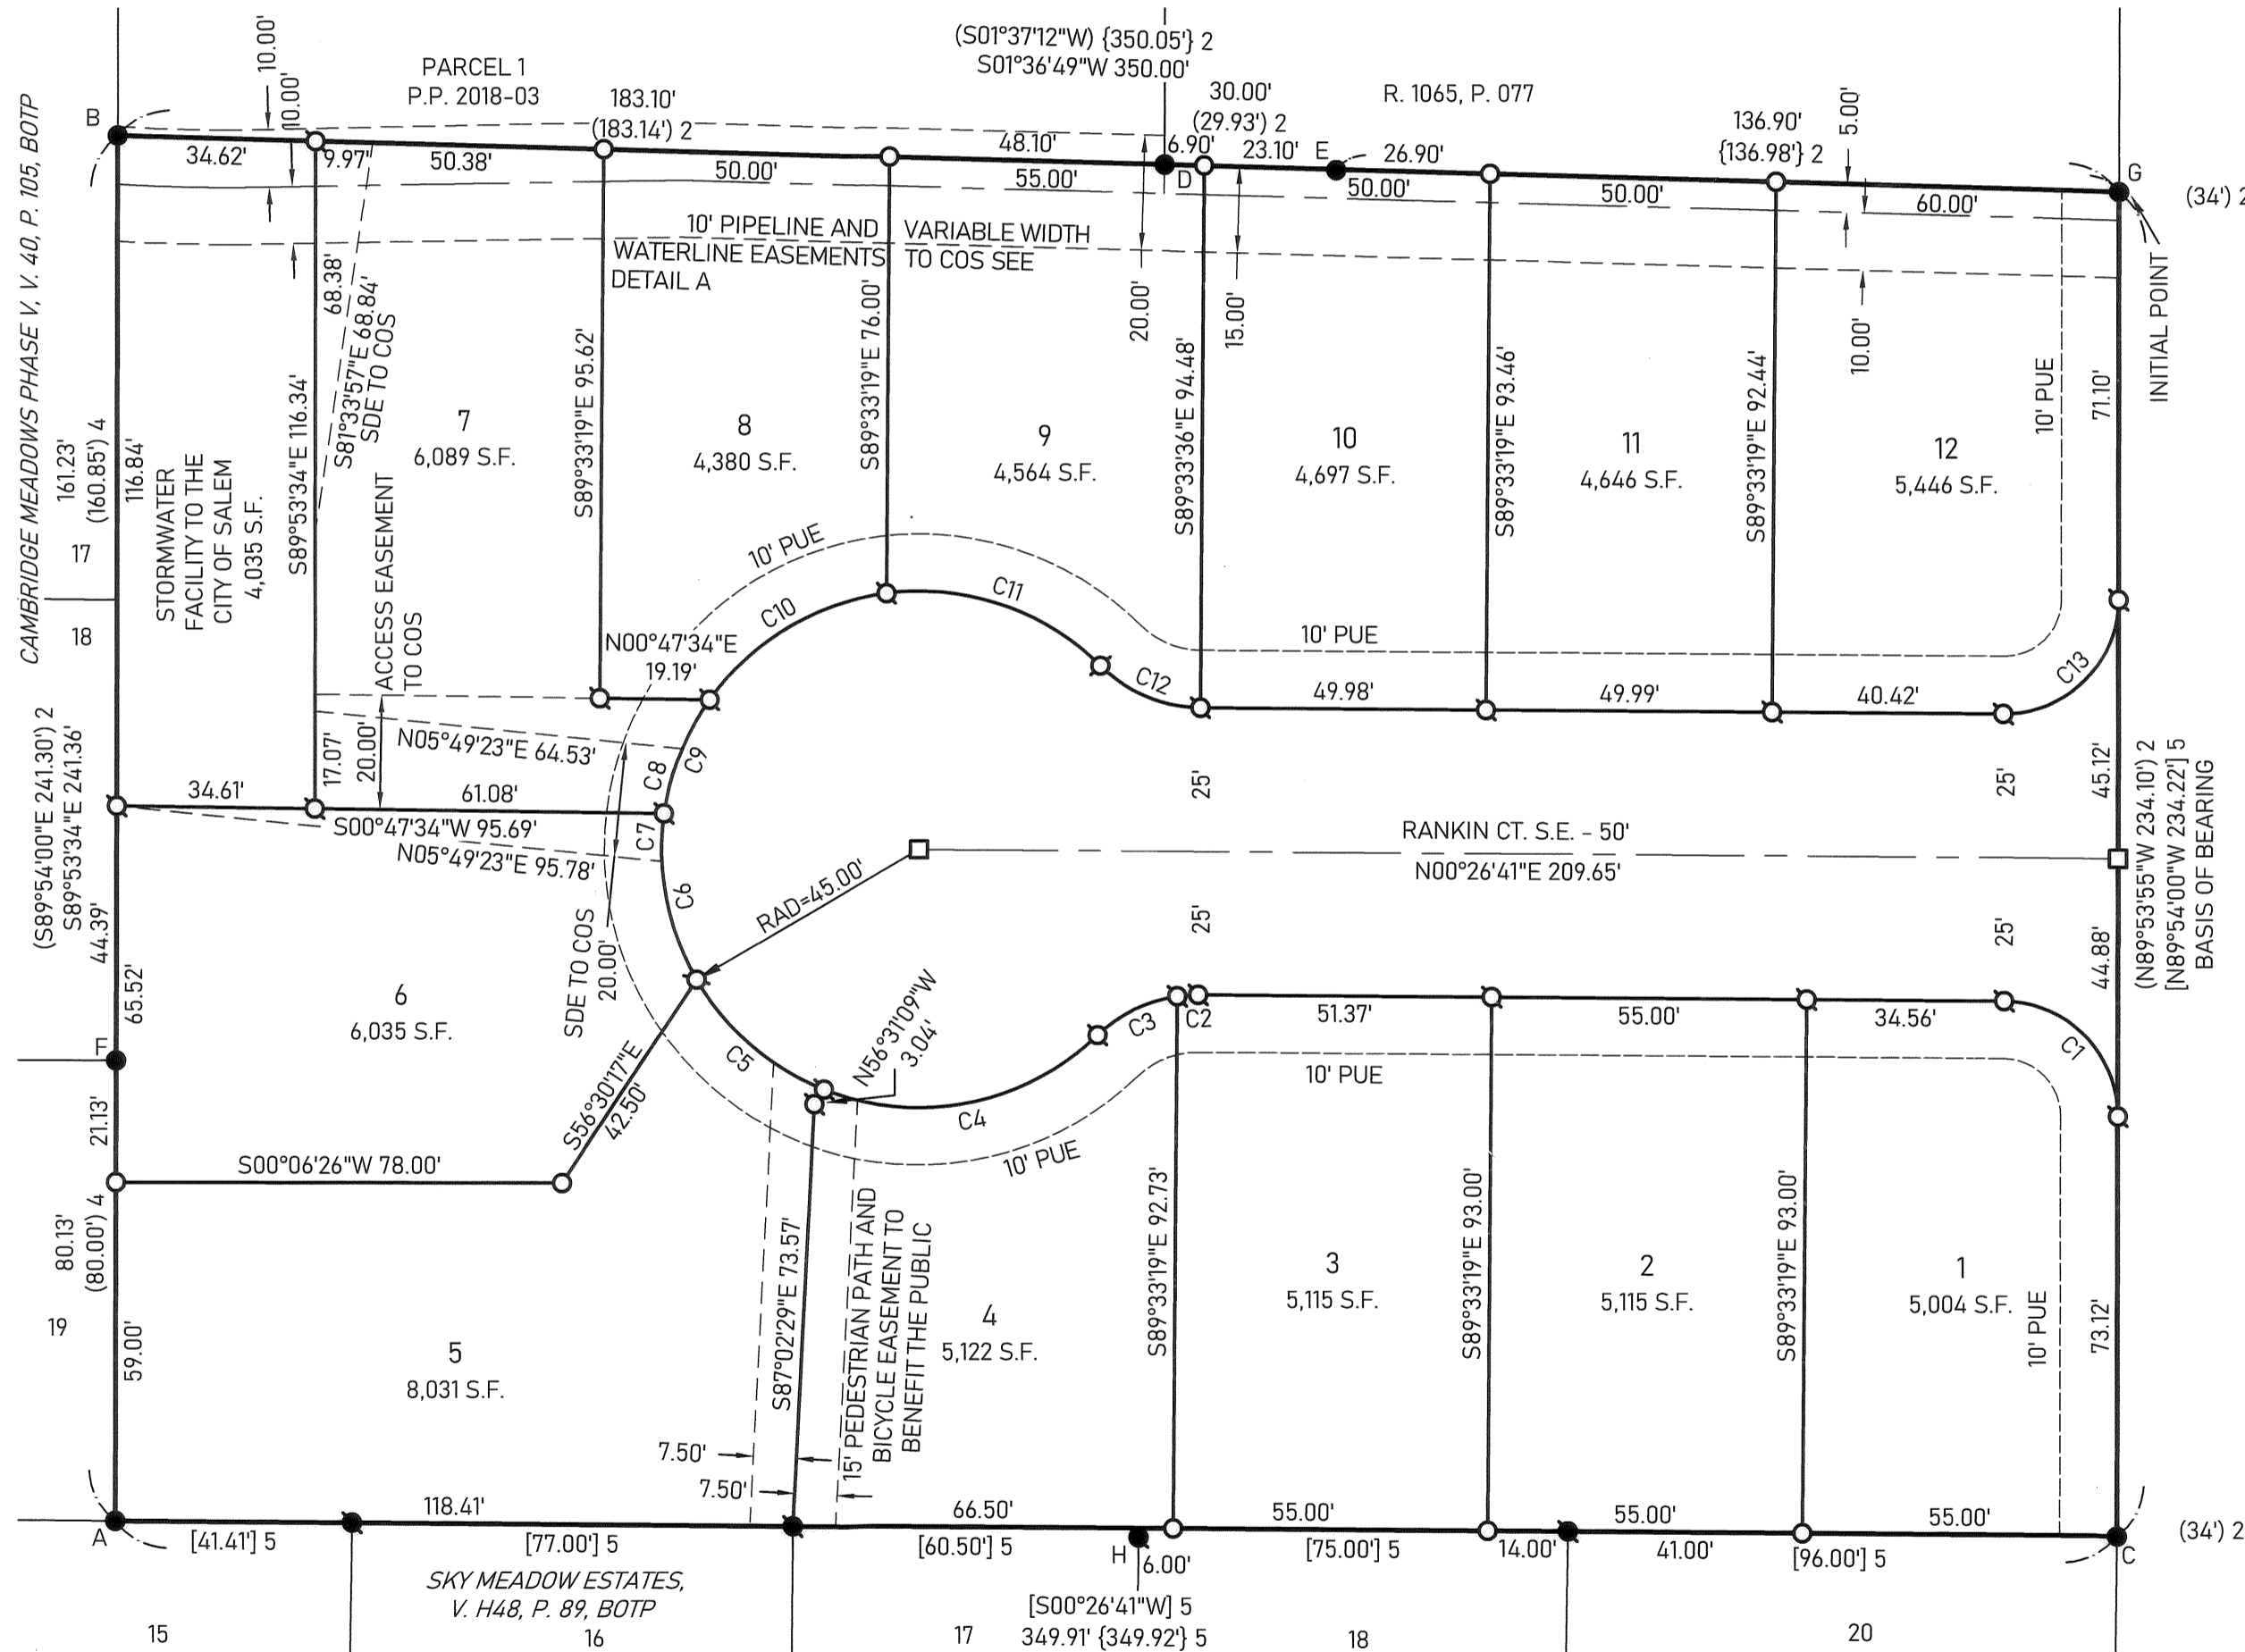 (S01°37'12"W) {350.05'} 2
S01°36'49"W 350.00'
PARCEL 1
P.P. 2018-03
183.10'
(183.14') 2
30.00'
(29.93') 2
R. 1065, P. 077
136.90'
{136.98'} 2
5.00'
10.00'
10.00'
B
34.62'
9.97'
50.38'
50.00'
48.10'
55.00'
6.90'
D
23.10'
E
26.90'
50.00'
50.00'
60.00'
G
(34') 2
INITIAL POINT
10' PIPELINE AND VARIABLE WIDTH
WATERLINE EASEMENTS TO COS SEE
DETAIL A
20.00'
15.00'
10.00'
CAMBRIDGE MEADOWS PHASE V, V. 40, P. 105, BOTP
161.23'
(160.85') 4
116.84'
17
18
STORMWATER
FACILITY TO THE
CITY OF SALEM
4,035 S.F.
S89°53'34"E 116.34'
68.38'
S81°33'57"E 68.84'
SDE TO COS
ACCESS EASEMENT
TO COS
7
6,089 S.F.
S89°33'19"E 95.62'
8
4,380 S.F.
S89°33'19"E 76.00'
9
4,564 S.F.
S89°33'36"E 94.48'
10
4,697 S.F.
S89°33'19"E 93.46'
11
4,646 S.F.
S89°33'19"E 92.44'
12
5,446 S.F.
10' PUE
71.10'
10' PUE
C10
C11
C12
10' PUE
C13
N00°47'34"E
19.19'
49.98'
49.99'
40.42'
(S89°54'00"E 241.30') 2
S89°53'34"E 241.36'
44.39'
34.61'
17.07'
20.00'
N05°49'23"E 64.53'
61.08'
S00°47'34"W 95.69'
N05°49'23"E 95.78'
C9
C8
C7
C6
RAD=45.00'
25'
25'
45.12'
RANKIN CT. S.E. - 50'
N00°26'41"E 209.65'
(N89°53'55"W 234.10') 2
[N89°54'00"W 234.22'] 5
BASIS OF BEARING
25'
25'
44.88'
65.52'
6
6,035 S.F.
SDE TO COS
20.00'
F
21.13'
S00°06'26"W 78.00'
S56°30'17"E
42.50'
C5
N56°31'09"W
3.04'
C4
C3
C2
51.37'
55.00'
34.56'
C1
10' PUE
10' PUE
80.13'
(80.00') 4
19
59.00'
5
8,031 S.F.
S87°02'29"E 73.57'
15' PEDESTRIAN PATH AND
BICYCLE EASEMENT TO
BENEFIT THE PUBLIC
7.50'
7.50'
4
5,122 S.F.
S89°33'19"E 92.73'
3
5,115 S.F.
S89°33'19"E 93.00'
2
5,115 S.F.
S89°33'19"E 93.00'
1
5,004 S.F.
10' PUE
73.12'
A
118.41'
66.50'
55.00'
55.00'
55.00'
[41.41'] 5
[77.00'] 5
[60.50'] 5
H
6.00'
[75.00'] 5
14.00'
41.00'
[96.00'] 5
C
(34') 2
SKY MEADOW ESTATES,
V. H48, P. 89, BOTP
[S00°26'41"W] 5
349.91' {349.92'} 5
15
16
17
18
20